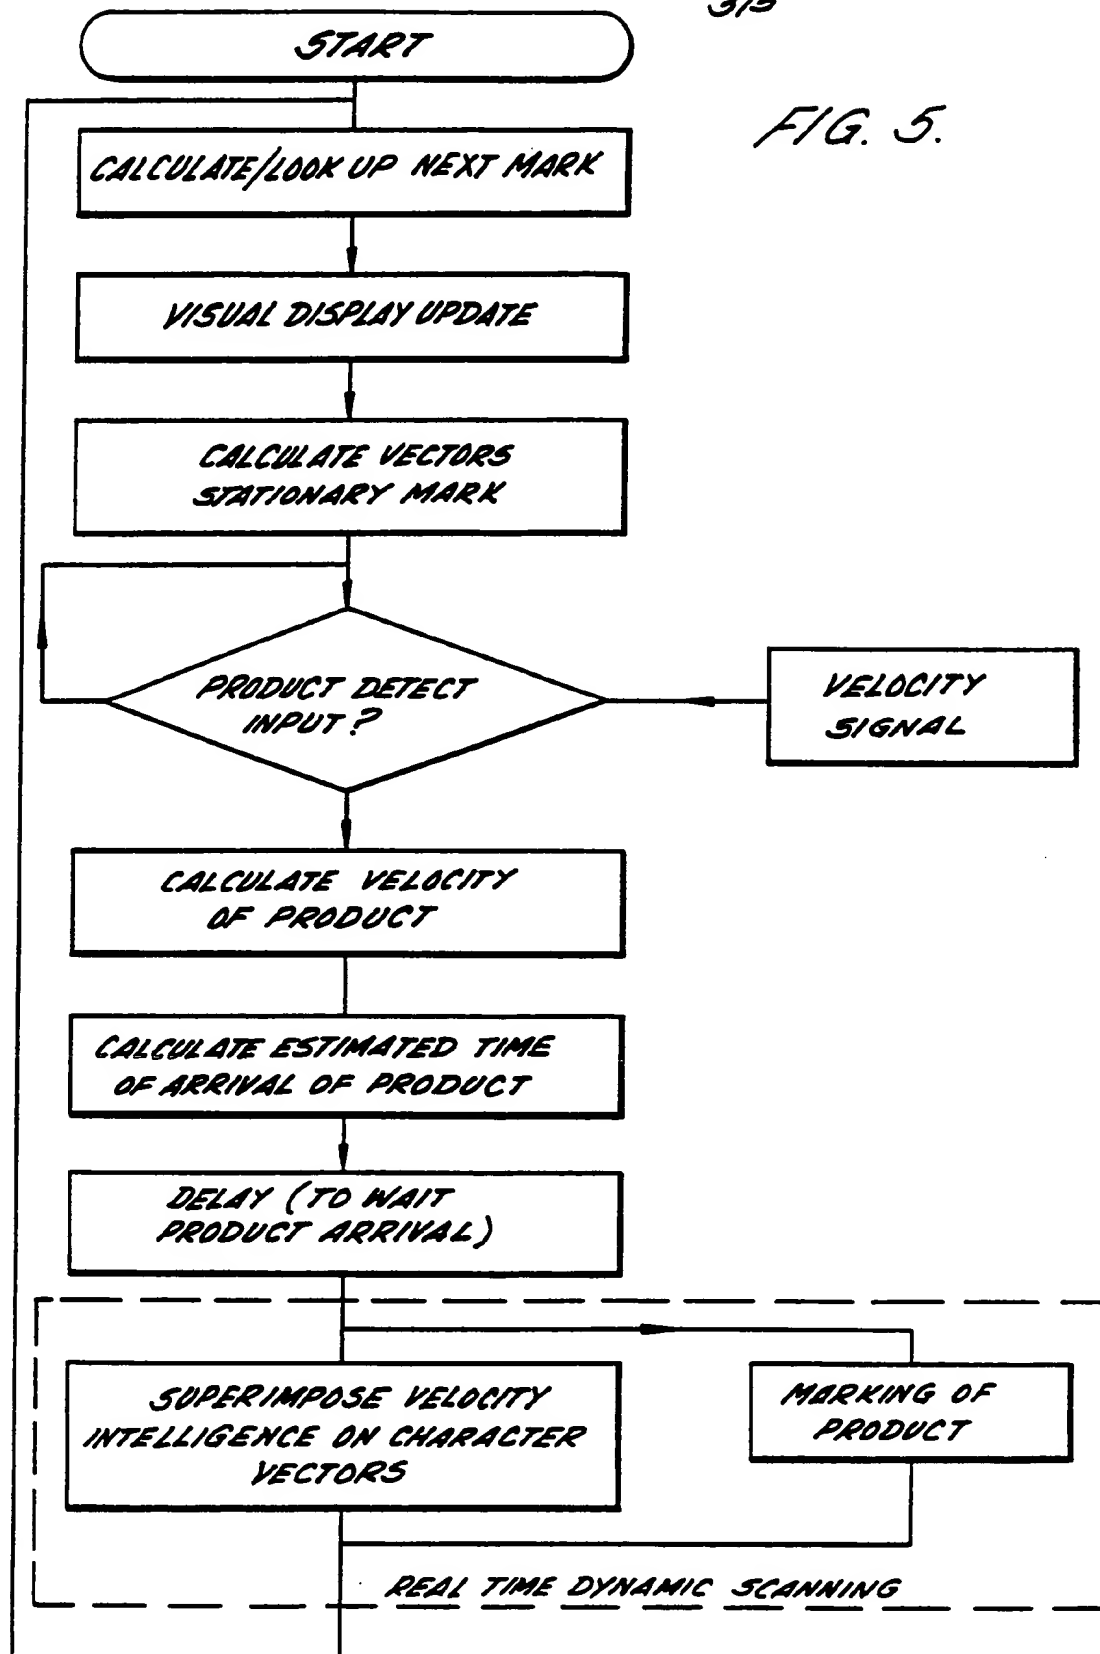 3/5
FIG. 5.
START
CALCULATE/LOOK UP NEXT MARK
VISUAL DISPLAY UPDATE
CALCULATE VECTORS
STATIONARY MARK
PRODUCT DETECT
INPUT?
VELOCITY
SIGNAL
CALCULATE VELOCITY
OF PRODUCT
CALCULATE ESTIMATED TIME
OF ARRIVAL OF PRODUCT
DELAY (TO WAIT
PRODUCT ARRIVAL)
SUPERIMPOSE VELOCITY
INTELLIGENCE ON CHARACTER
VECTORS
MARKING OF
PRODUCT
REAL TIME DYNAMIC SCANNING